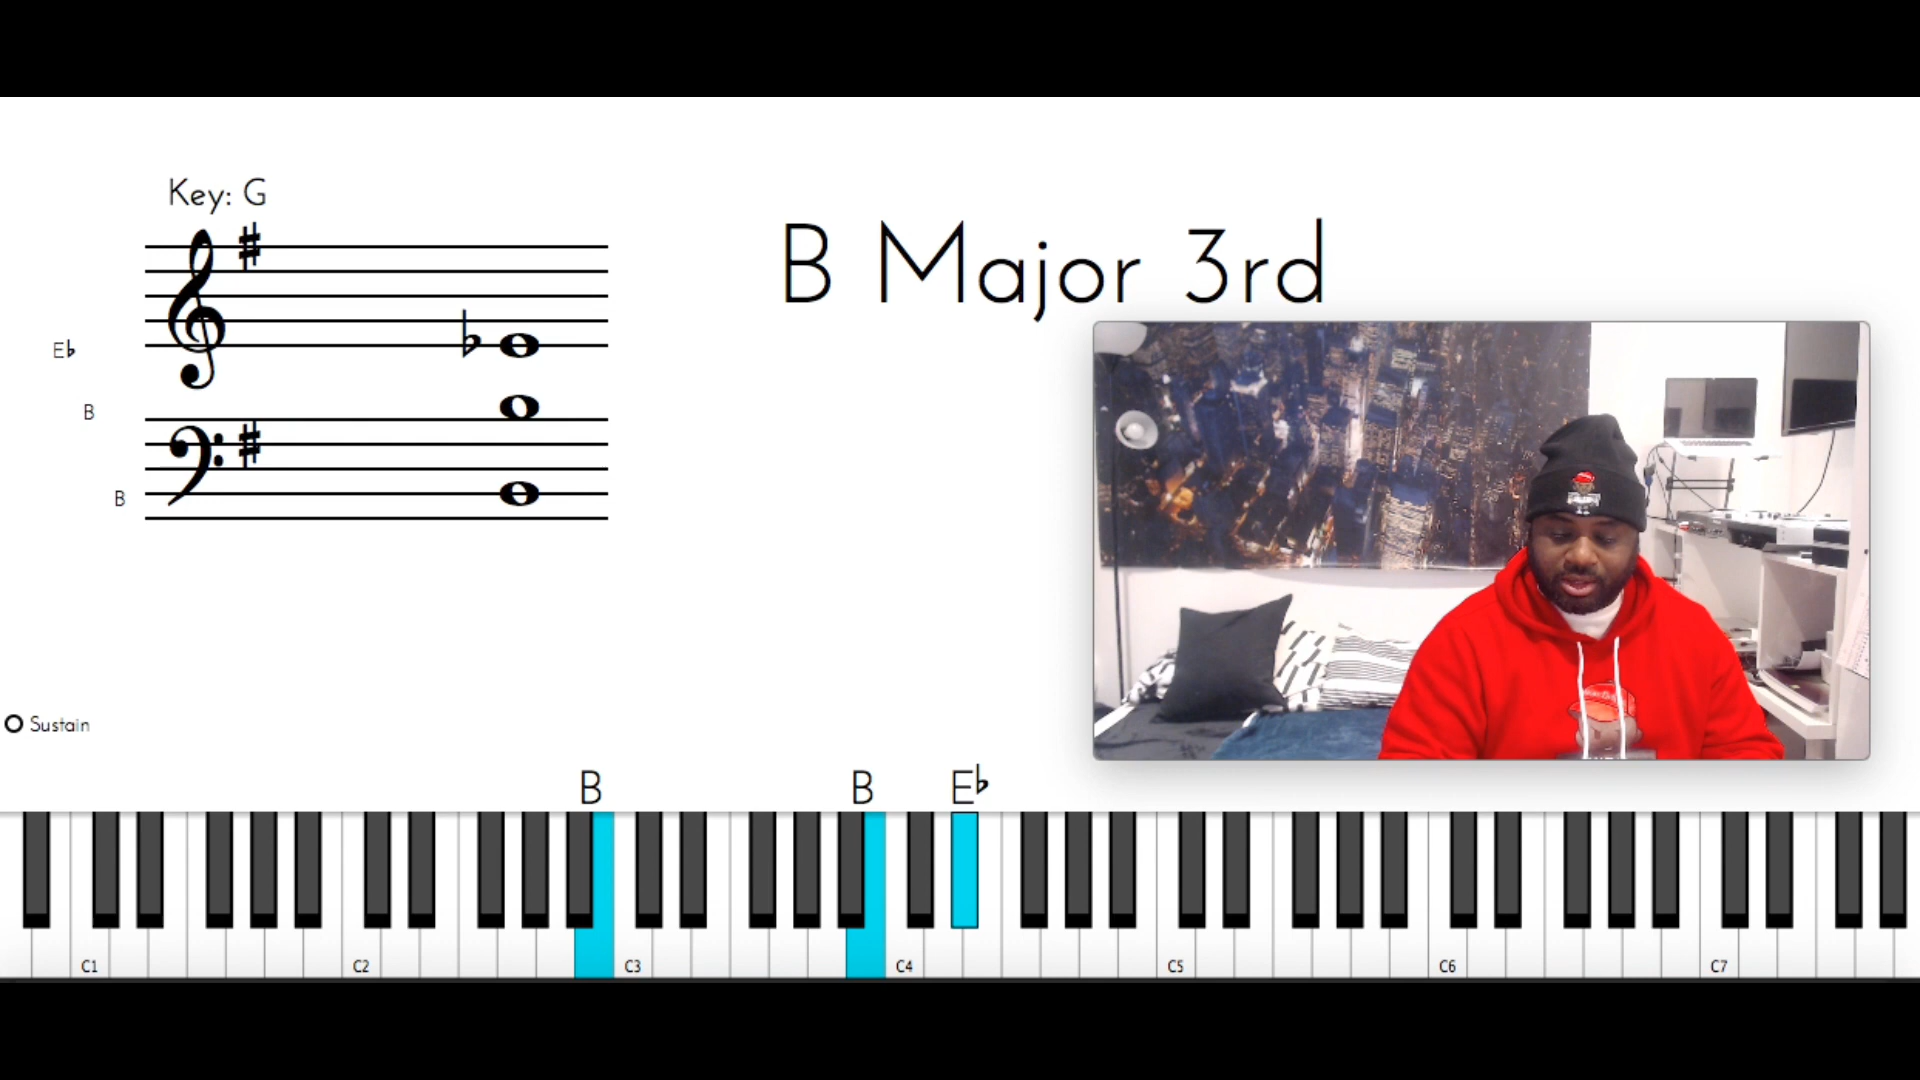 Key: G
B Major 3rd
E♭
B
B
Sustain
B B E♭
C1 C2 C3 C4 C5 C6 C7